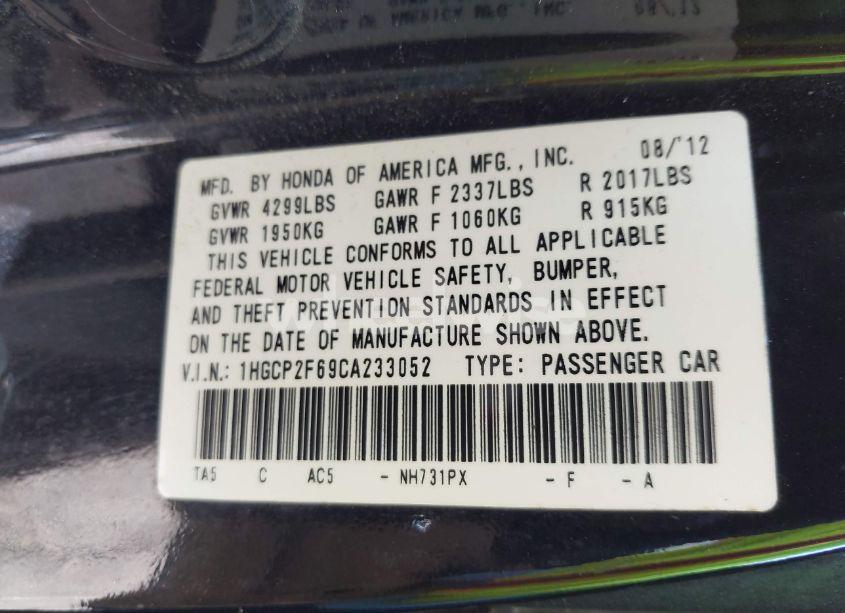 MFD. BY HONDA OF AMERICA MFG., INC. 08/'12
GVWR 4299LBS GAWR F 2337LBS R 2017LBS
GVWR 1950KG GAWR F 1060KG R 915KG
THIS VEHICLE CONFORMS TO ALL APPLICABLE
FEDERAL MOTOR VEHICLE SAFETY, BUMPER,
AND THEFT PREVENTION STANDARDS IN EFFECT
ON THE DATE OF MANUFACTURE SHOWN ABOVE.
V.I.N.: 1HGCP2F69CA233052 TYPE: PASSENGER CAR
TA5 C AC5 - NH731PX - F - A